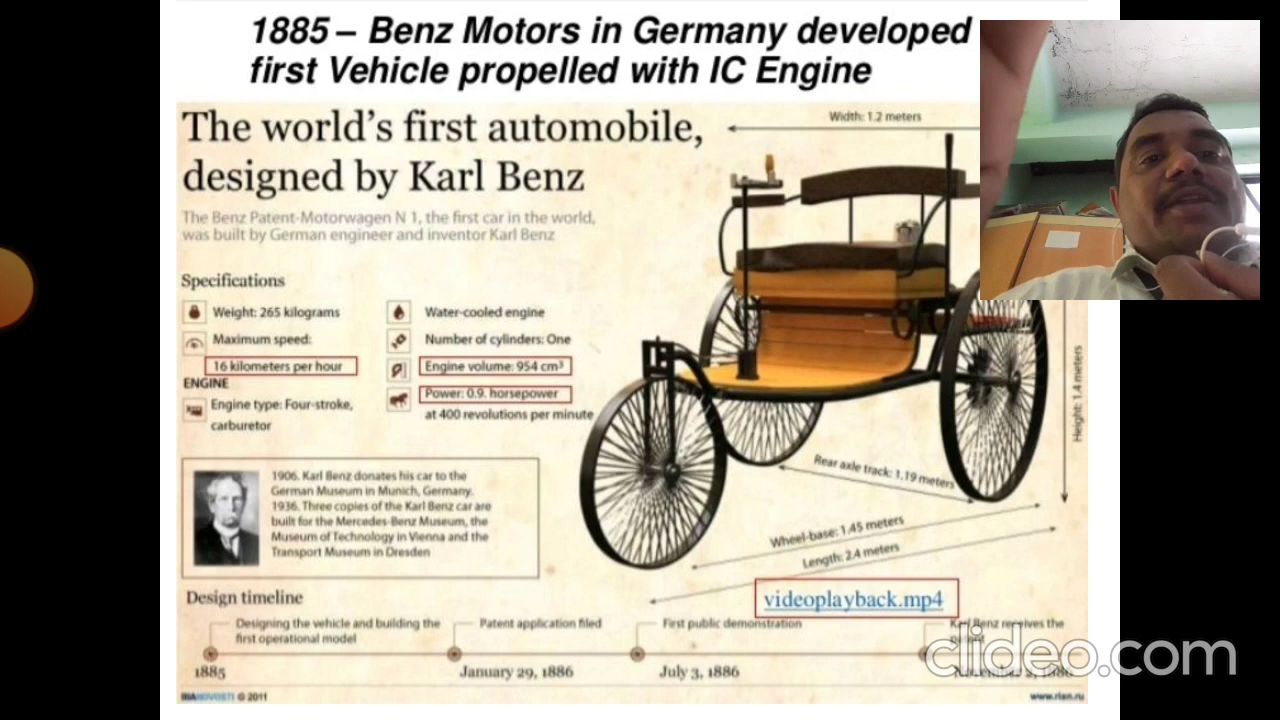 1885 – Benz Motors in Germany developed
first Vehicle propelled with IC Engine
The world's first automobile,
designed by Karl Benz
The Benz Patent-Motorwagen N 1, the first car in the world,
was built by German engineer and inventor Karl Benz
Width: 1.2 meters
Specifications
Weight: 265 kilograms
Maximum speed:
16 kilometers per hour
ENGINE
Engine type: Four-stroke,
carburetor
Water-cooled engine
Number of cylinders: One
Engine volume: 954 cm³
Power: 0.9. horsepower
at 400 revolutions per minute
Height: 1.4 meters
Rear axle track: 1.19 meters
Wheel-base: 1.45 meters
Length: 2.4 meters
1906. Karl Benz donates his car to the
German Museum in Munich, Germany.
1936. Three copies of the Karl Benz car are
built for the Mercedes-Benz Museum, the
Museum of Technology in Vienna and the
Transport Museum in Dresden
videoplayback.mp4
Design timeline
Designing the vehicle and building the
first operational model
Patent application filed
First public demonstration
Karl Benz receives the
1885
January 29, 1886
July 3, 1886
clideo.com
RIANOVOSTI © 2011
www.rian.ru